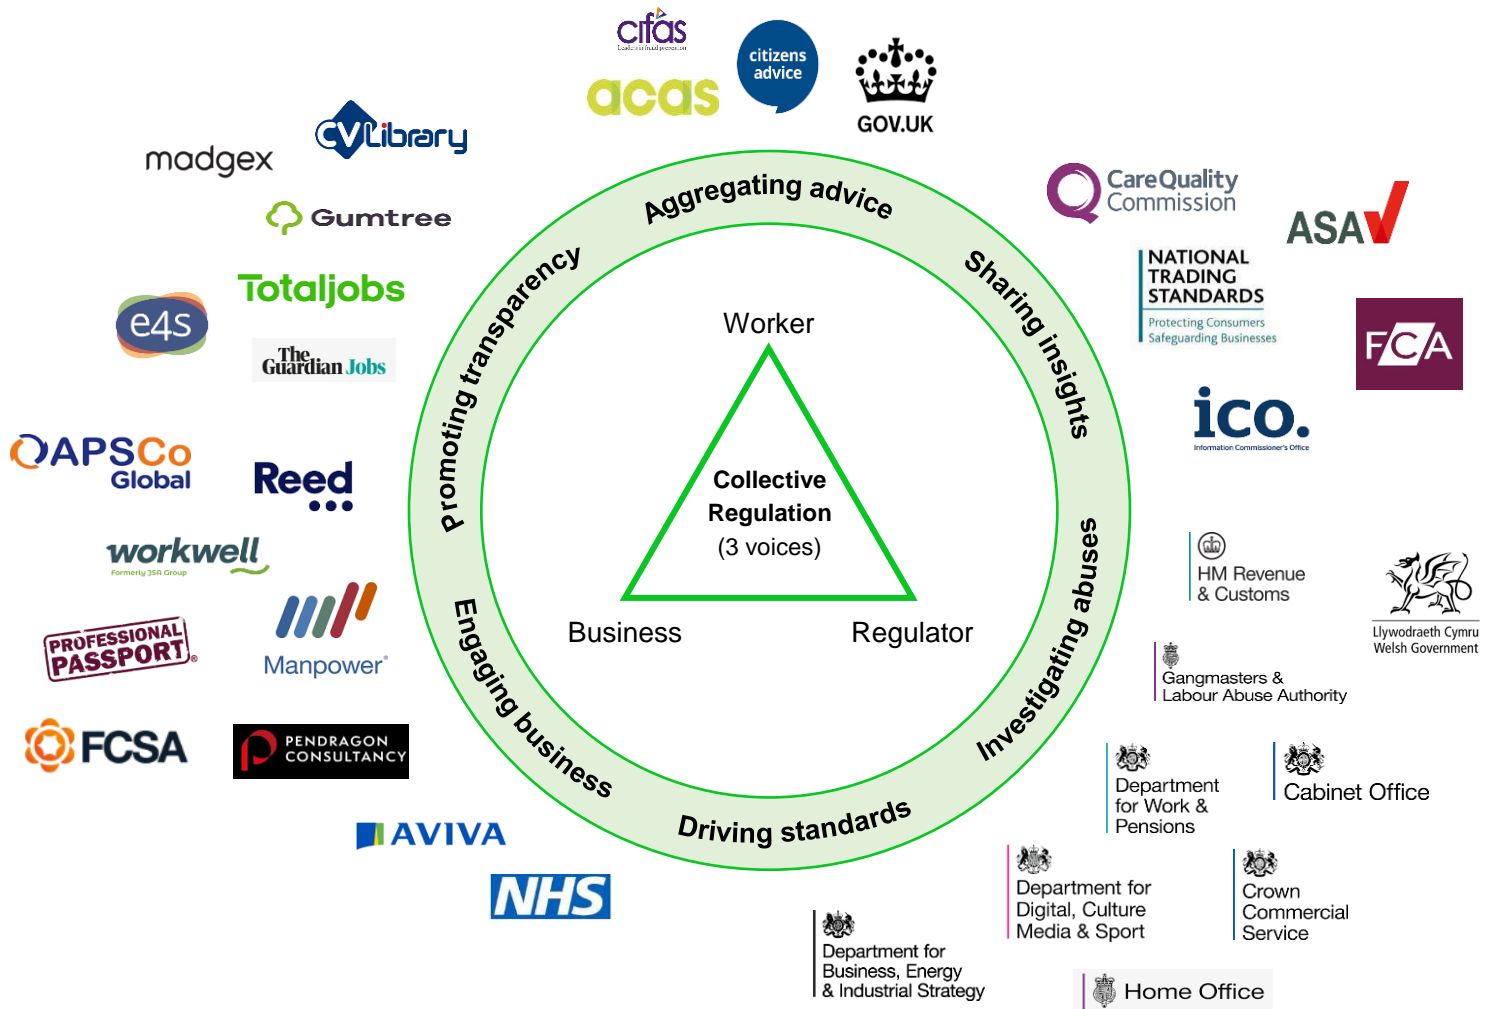 cifas
Leaders in fraud prevention
acas
citizens
advice
GOV.UK
madgex
CVLibrary
Gumtree
Totaljobs
e4s
The
Guardian Jobs
APSCo
Global
Reed
workwell
Formerly JSA Group
PROFESSIONAL
PASSPORT®
Manpower®
FCSA
PENDRAGON
CONSULTANCY
AVIVA
NHS
Aggregating advice
Sharing insights
Investigating abuses
Driving standards
Engaging business
Promoting transparency
Worker
Collective
Regulation
(3 voices)
Business
Regulator
CareQuality
Commission
ASA
NATIONAL
TRADING
STANDARDS
Protecting Consumers
Safeguarding Businesses
FCA
ico.
Information Commissioner's Office
HM Revenue
& Customs
Llywodraeth Cymru
Welsh Government
Gangmasters &
Labour Abuse Authority
Department
for Work &
Pensions
Cabinet Office
Department for
Digital, Culture
Media & Sport
Crown
Commercial
Service
Department for
Business, Energy
& Industrial Strategy
Home Office